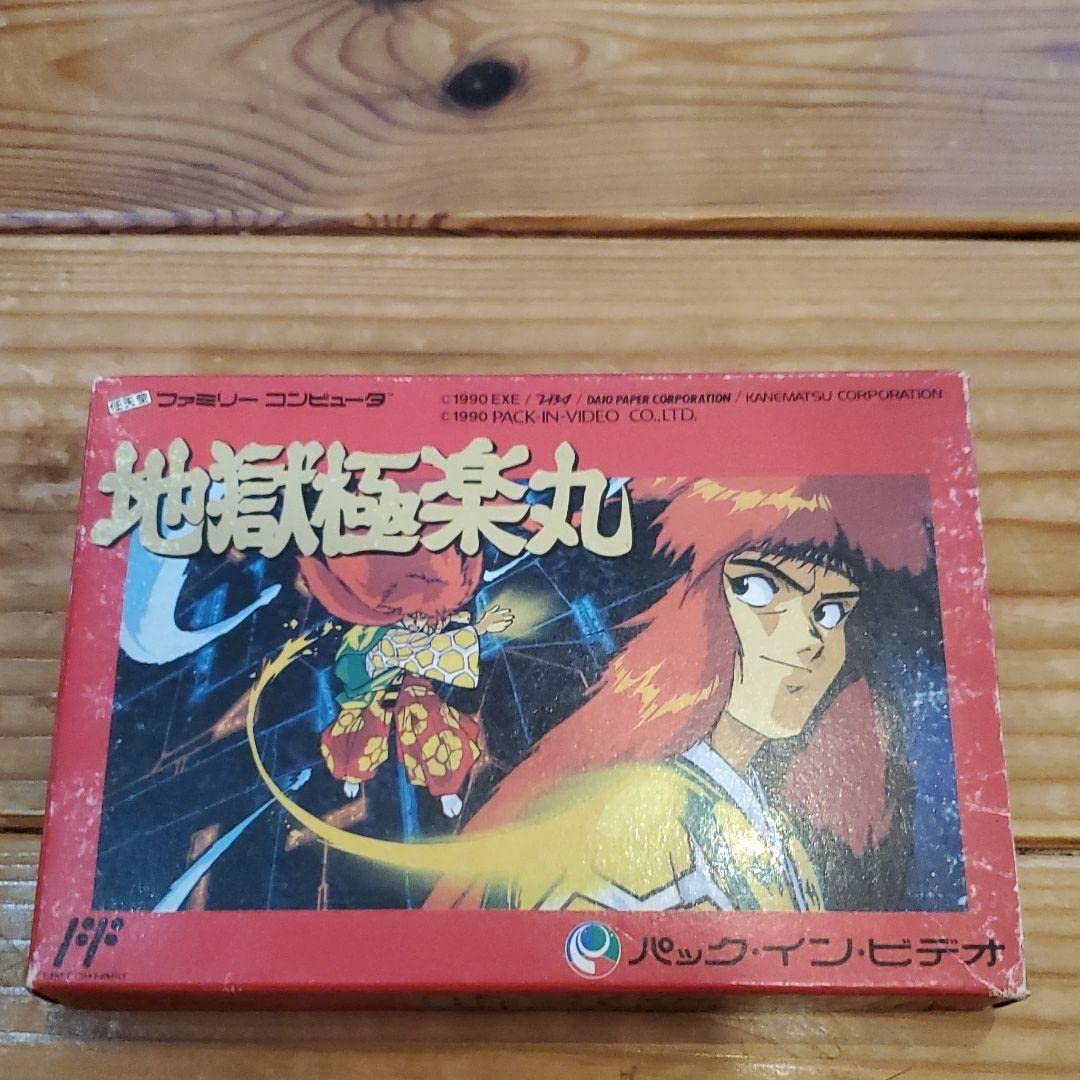 任天堂 ファミリー コンピュータ
©1990 EXE / / DAIO PAPER CORPORATION / KANEMATSU CORPORATION
©1990 PACK-IN-VIDEO CO.,LTD.
地獄極楽丸
パック・イン・ビデオ